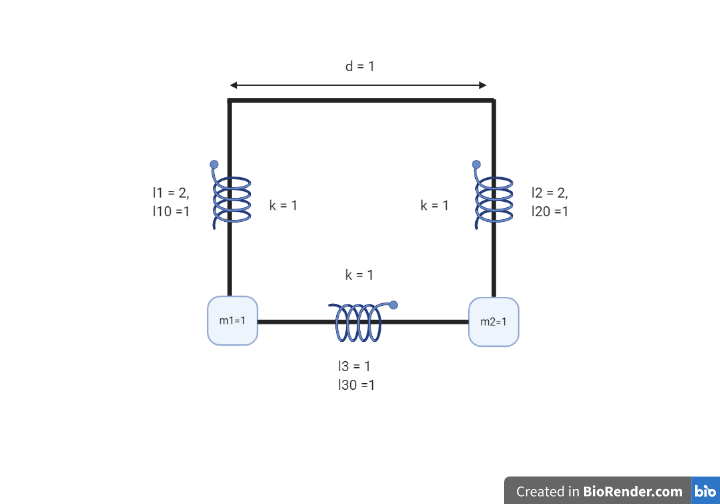 d = 1
l1 = 2,
l10 =1
k = 1
k = 1
l2 = 2,
l20 =1
k = 1
m1=1
m2=1
l3 = 1
l30 =1
Created in BioRender.com bio